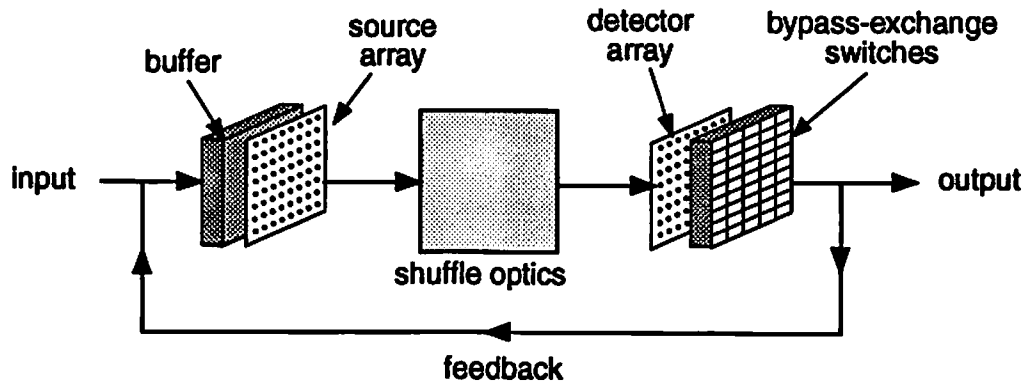 buffer
source
array
detector
array
bypass-exchange
switches
input
shuffle optics
output
feedback